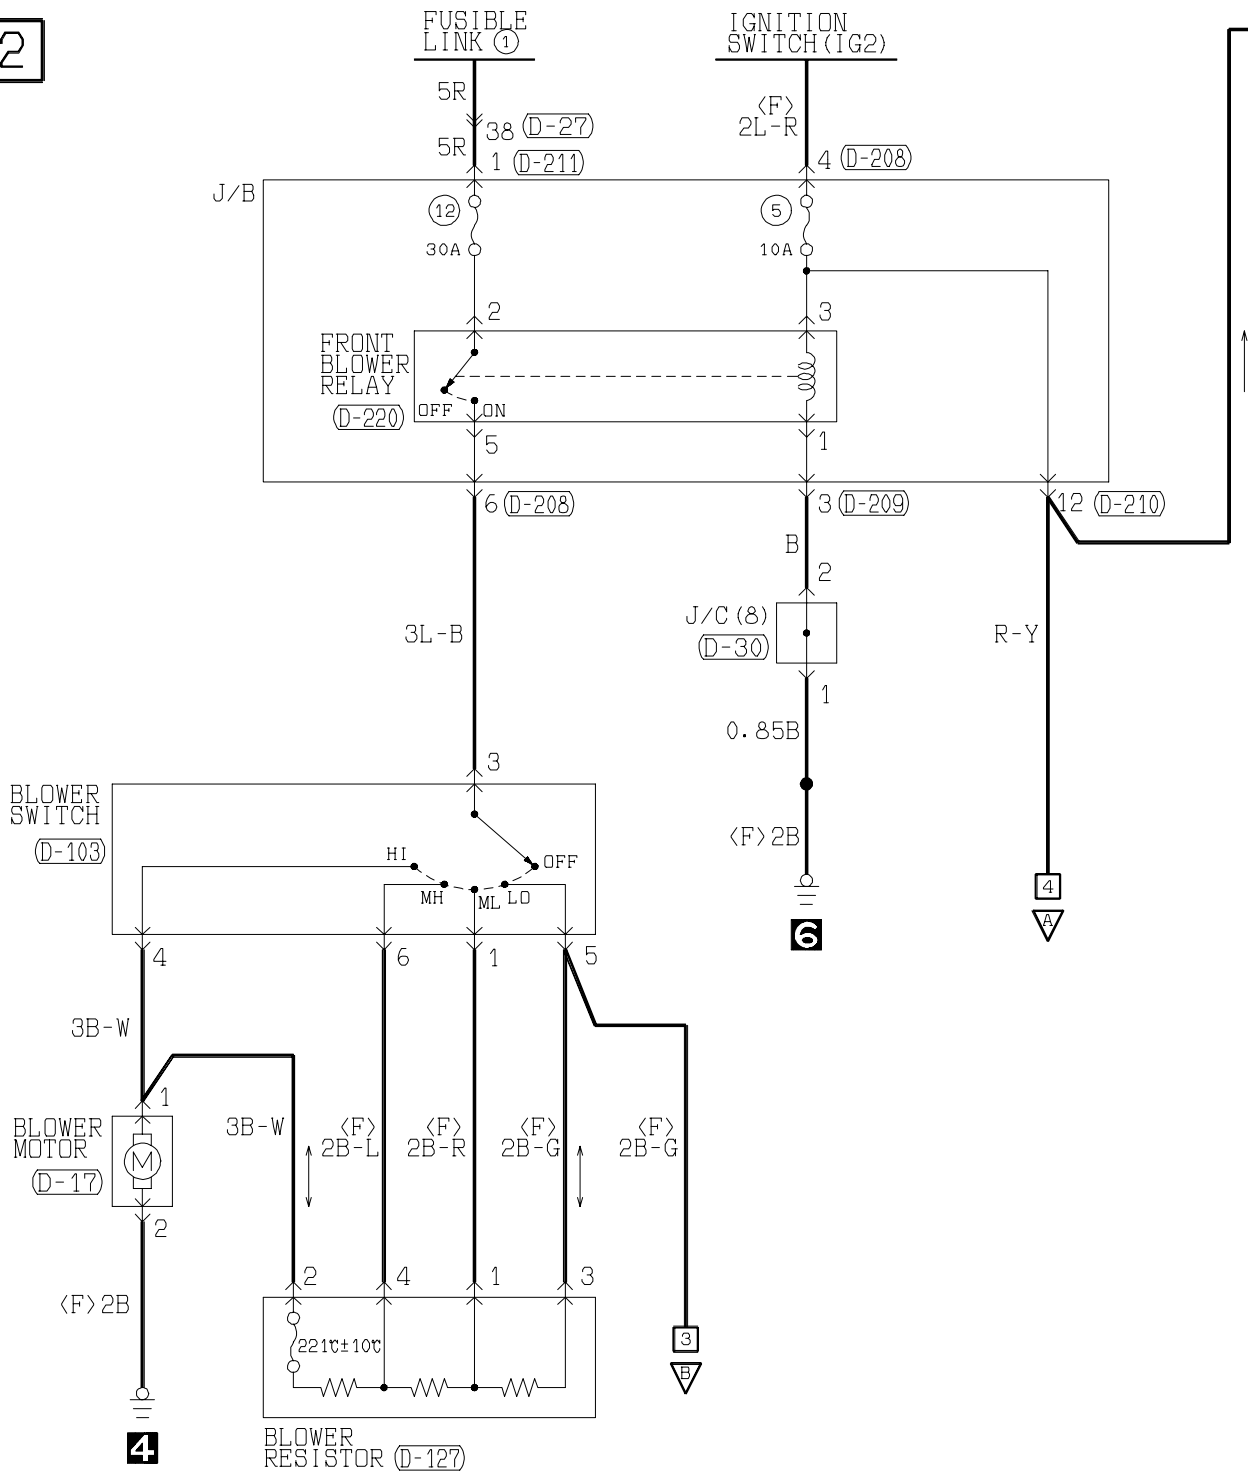 2
FUSIBLE
LINK 1
IGNITION
SWITCH(IG2)
5R
<F>
2L-R
38 (D-27)
5R
1 (D-211)
4 (D-208)
J/B
12
30A
5
10A
2
3
FRONT
BLOWER
RELAY
(D-220)
OFF
ON
5
1
6 (D-208)
3 (D-209)
12 (D-210)
B
2
3L-B
J/C(8)
(D-30)
R-Y
1
0.85B
3
BLOWER
SWITCH
(D-103)
<F>2B
HI
OFF
MH
ML
LO
4
A
6
4
6
1
5
3B-W
1
BLOWER
MOTOR
(D-17)
M
3B-W
<F>
2B-L
<F>
2B-R
<F>
2B-G
<F>
2B-G
2
2
4
1
3
<F>2B
221℃±10℃
3
B
4
BLOWER
RESISTOR (D-127)